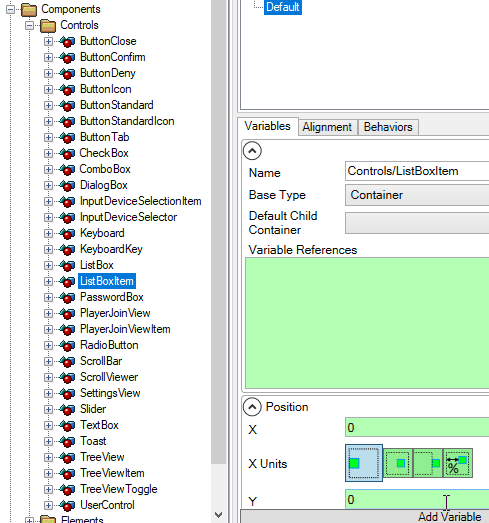 Components
Controls
ButtonClose
ButtonConfirm
ButtonDeny
ButtonIcon
ButtonStandard
ButtonStandardIcon
ButtonTab
CheckBox
ComboBox
DialogBox
InputDeviceSelectionItem
InputDeviceSelector
Keyboard
KeyboardKey
ListBox
ListBoxItem
PasswordBox
PlayerJoinView
PlayerJoinViewItem
RadioButton
ScrollBar
ScrollViewer
SettingsView
Slider
TextBox
Toast
TreeView
TreeViewItem
TreeViewToggle
UserControl
Elements
Default
Variables Alignment Behaviors
Name Controls/ListBoxItem
Base Type Container
Default Child
Container
Variable References
Position
X 0
X Units %
Y 0
Add Variable